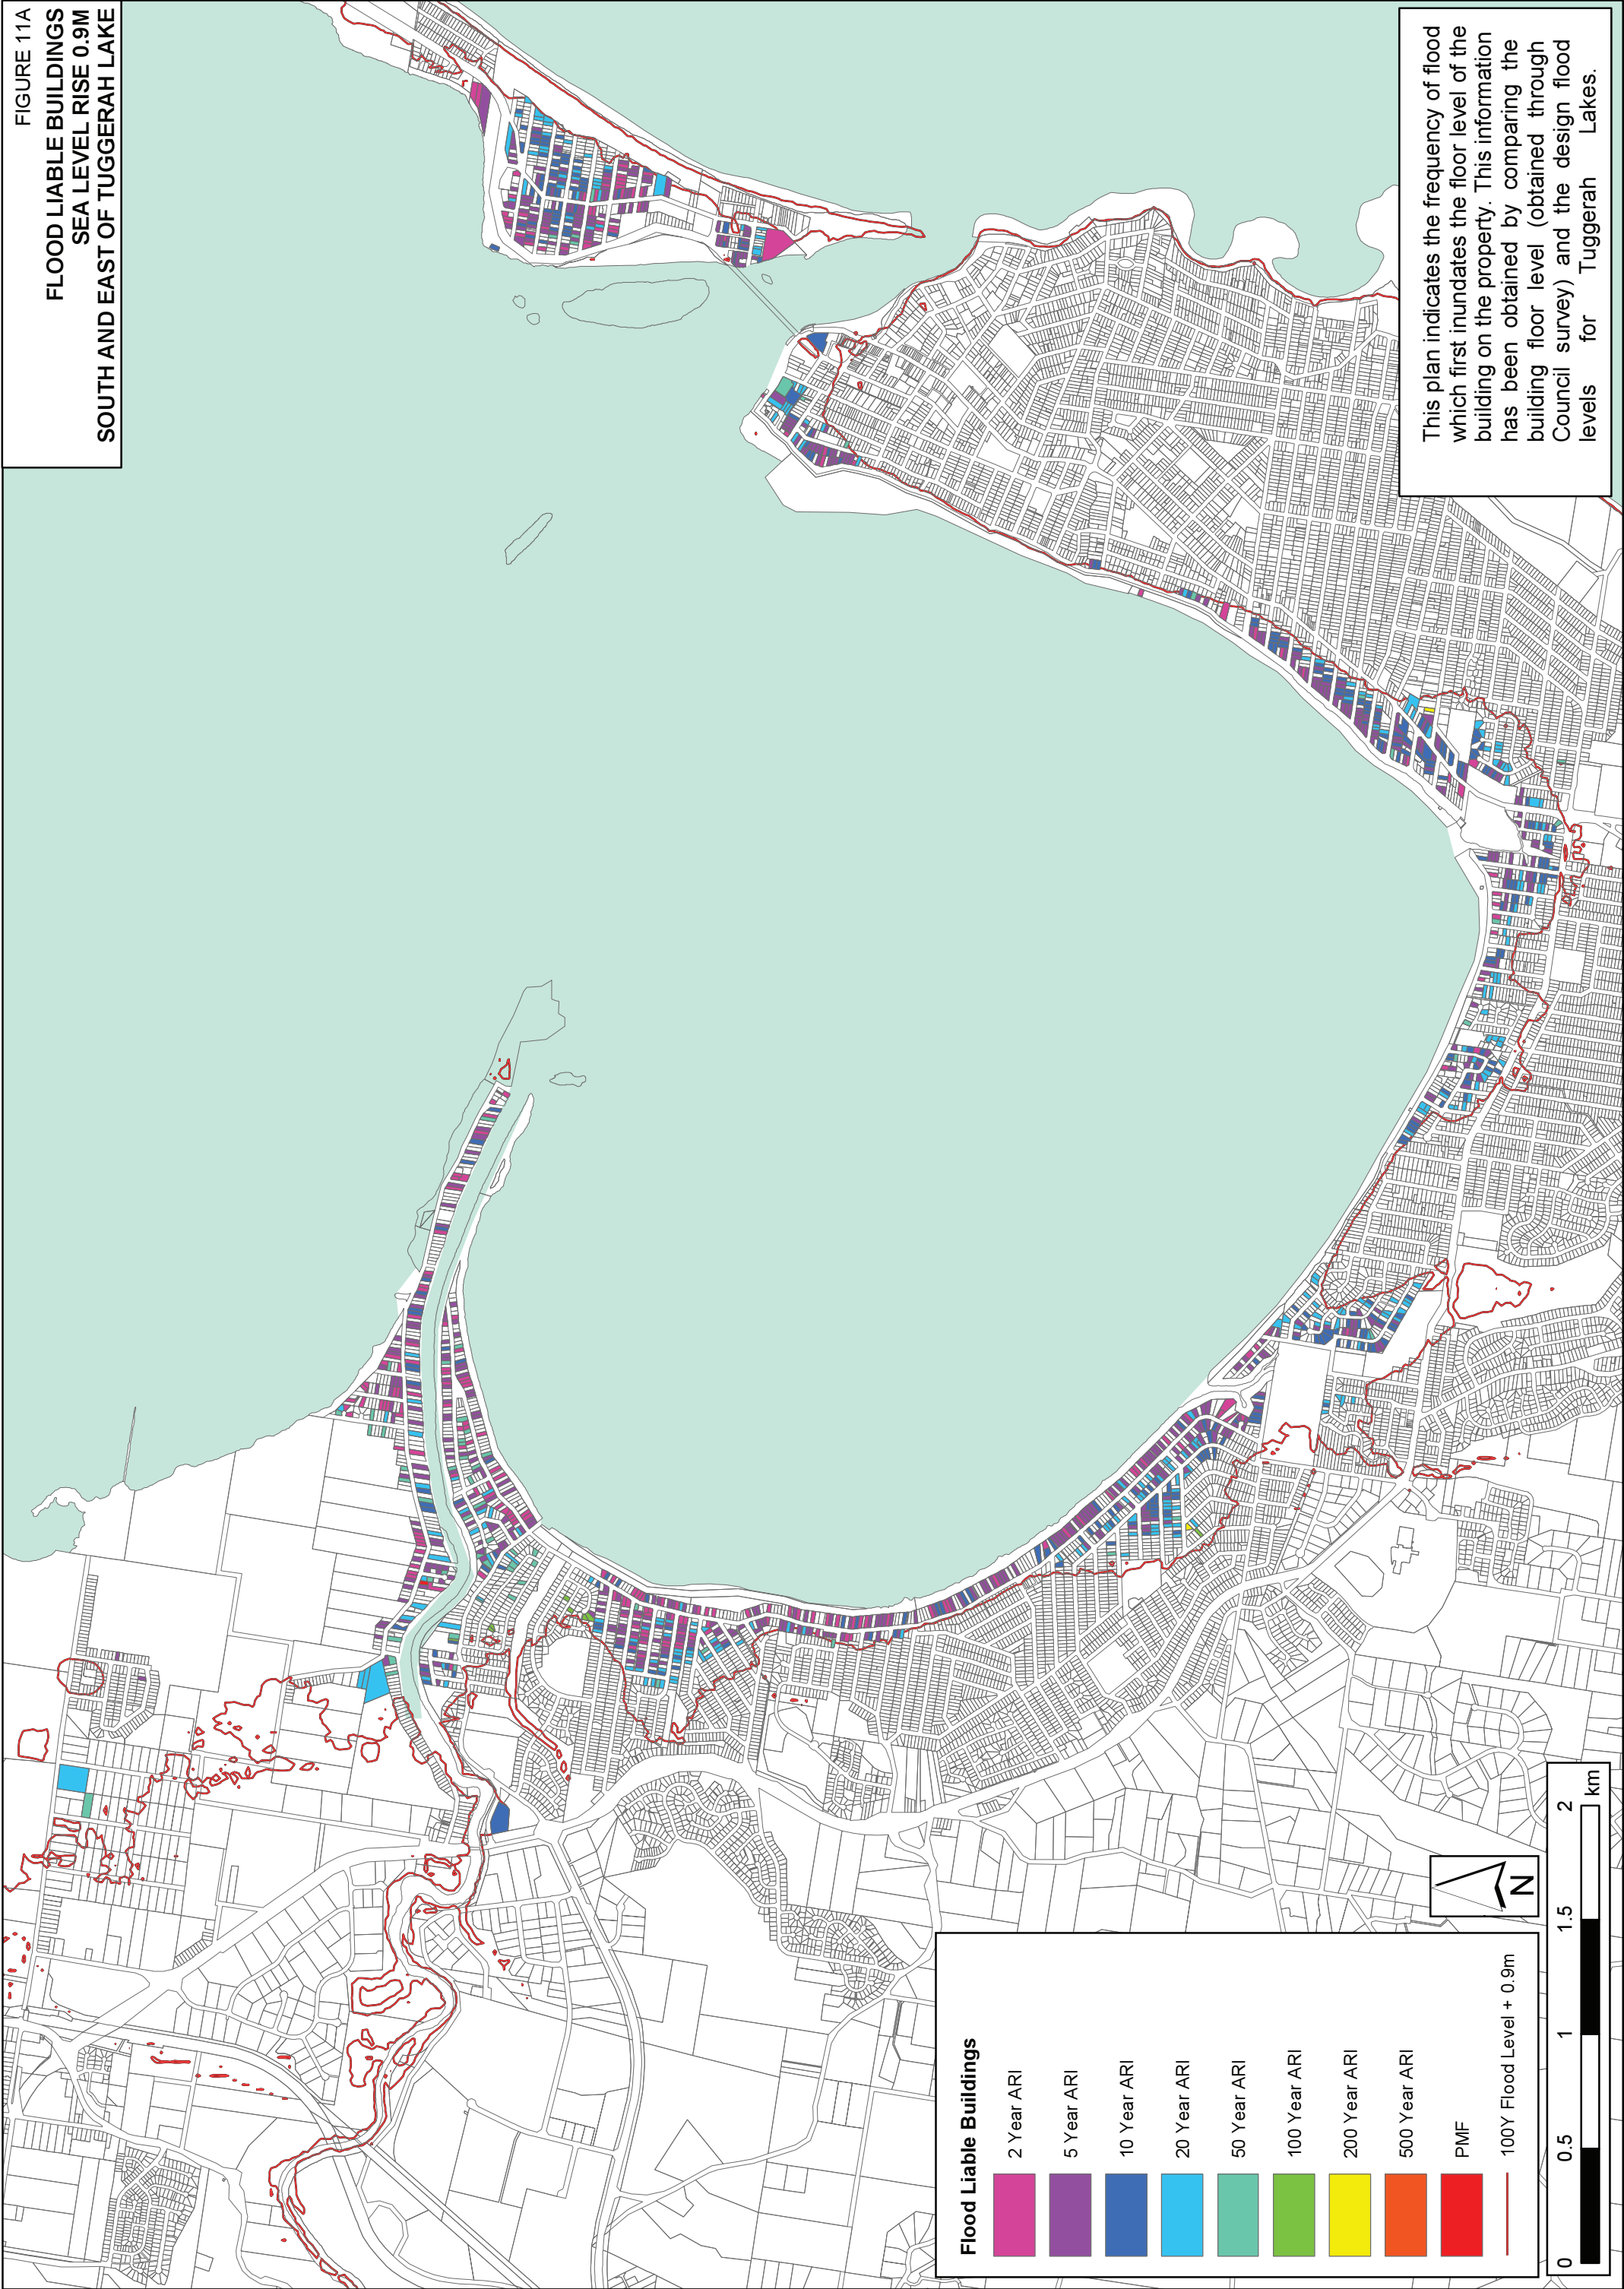 FIGURE 11A
FLOOD LIABLE BUILDINGS
SEA LEVEL RISE 0.9M
SOUTH AND EAST OF TUGGERAH LAKE
This plan indicates the frequency of flood
which first inundates the floor level of the
building on the property. This information
has been obtained by comparing the
building floor level (obtained through
Council survey) and the design flood
levels for Tuggerah Lakes.
Flood Liable Buildings
2 Year ARI
5 Year ARI
10 Year ARI
20 Year ARI
50 Year ARI
100 Year ARI
200 Year ARI
500 Year ARI
PMF
100Y Flood Level + 0.9m
N
0 0.5 1 1.5 2
km